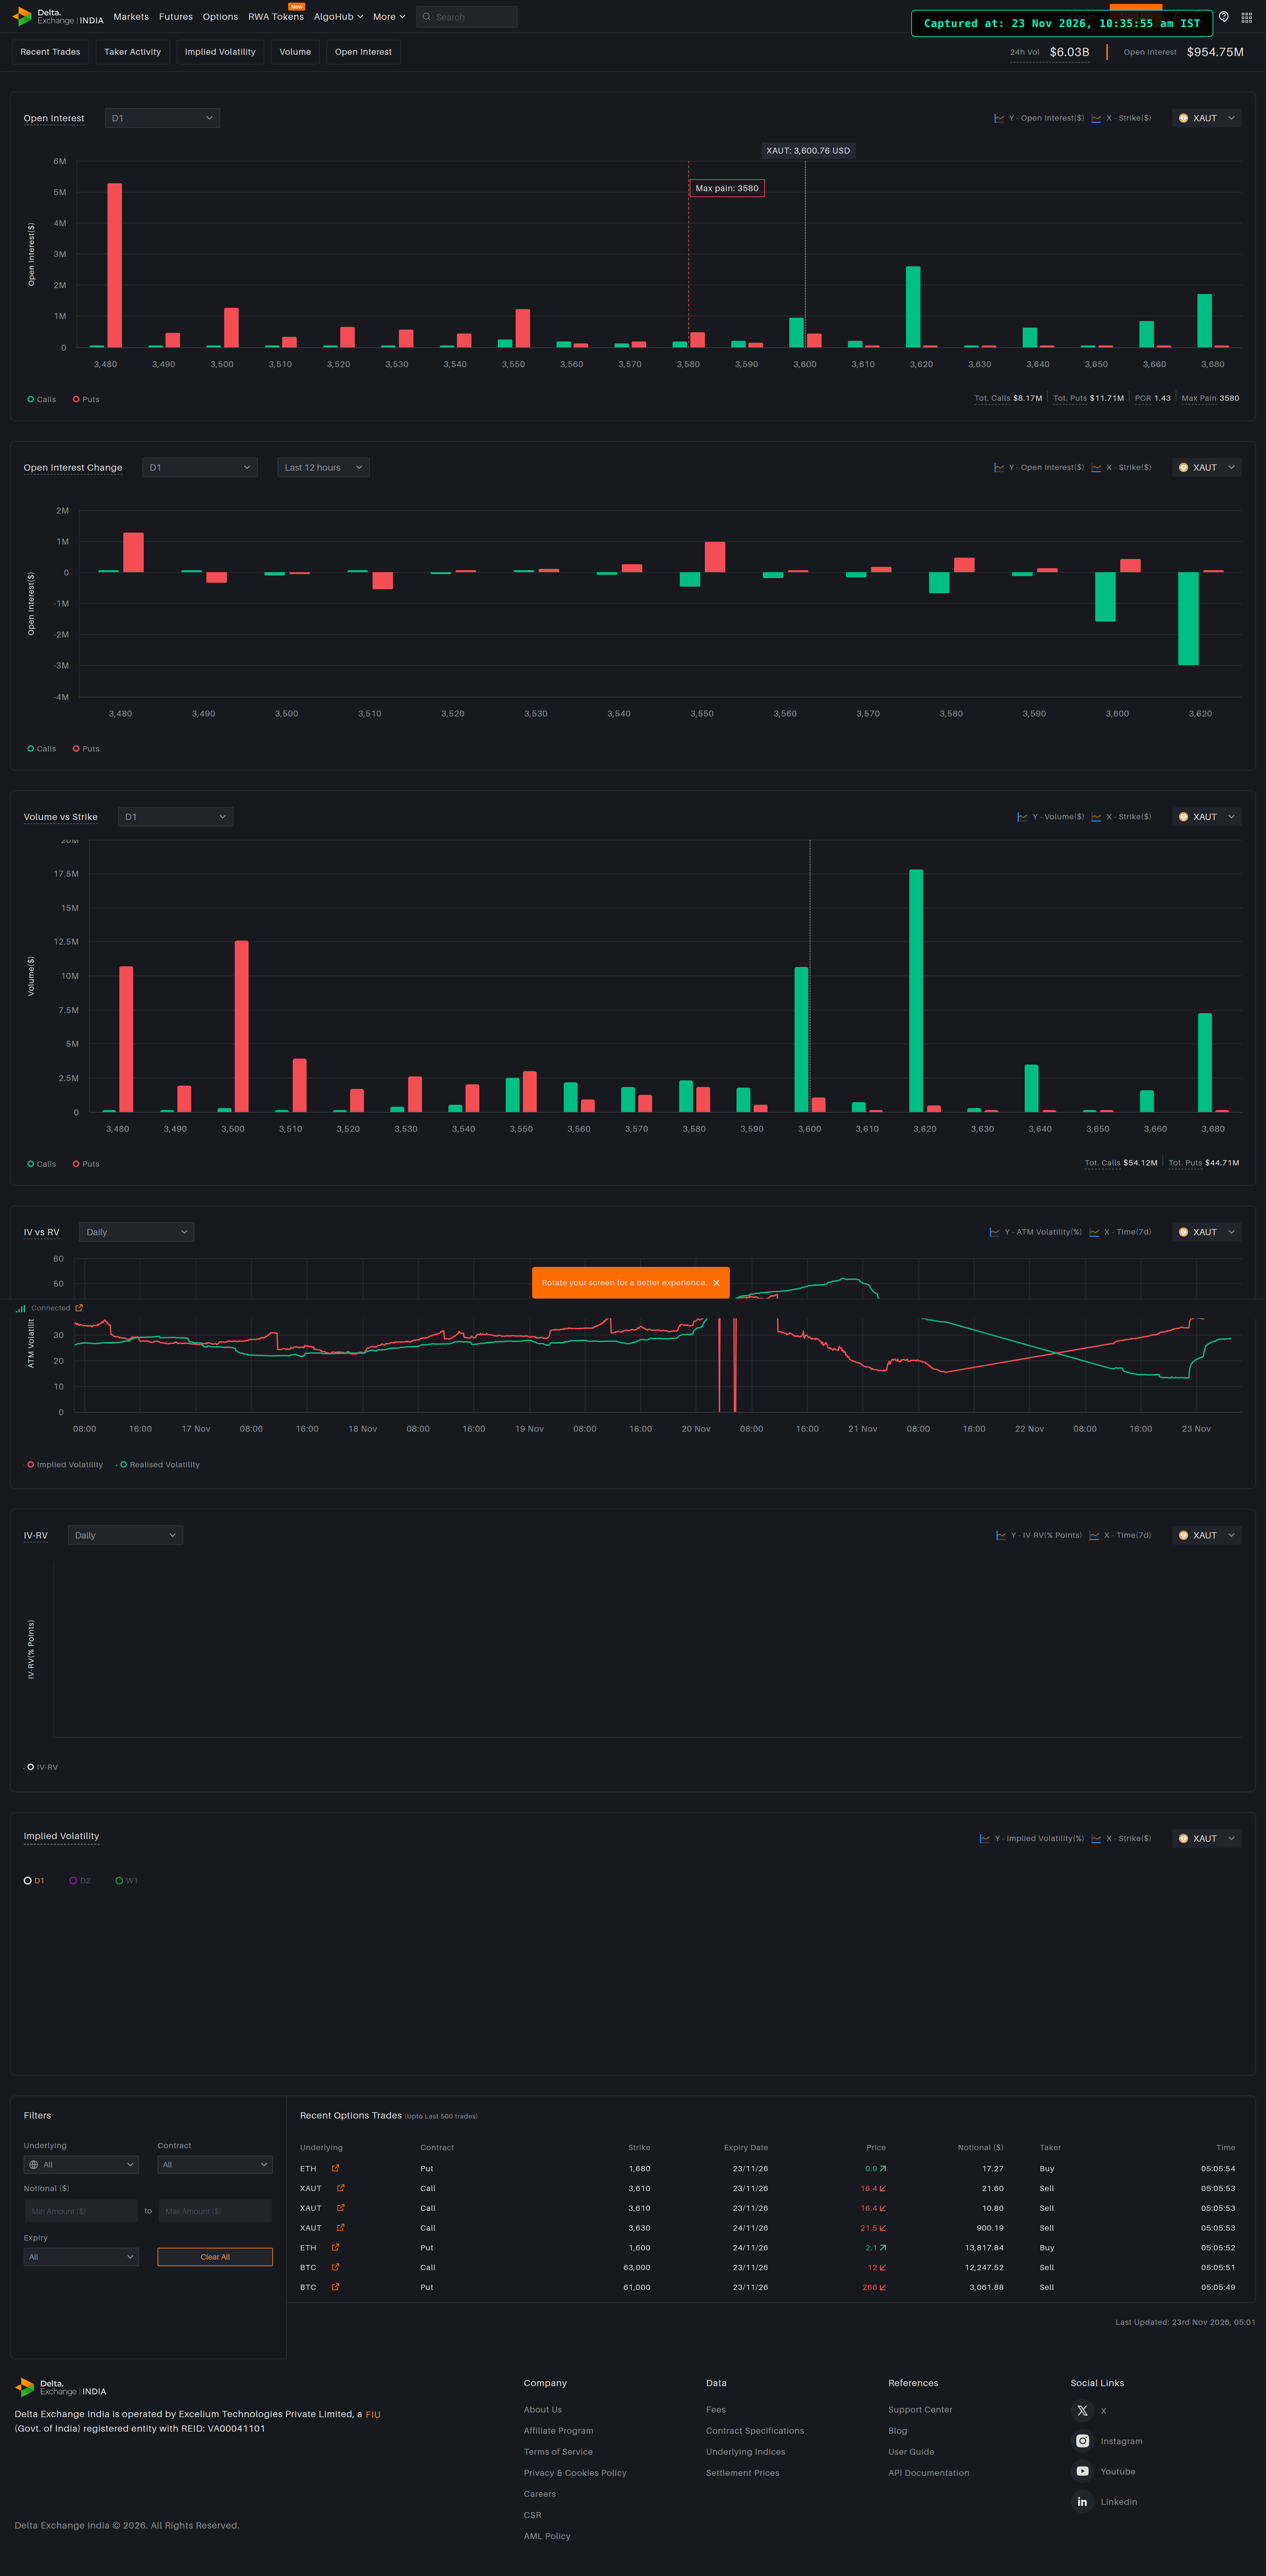 Delta.
Exchange | INDIA
Markets
Futures
Options
RWA Tokens
New
AlgoHub
More
Search
Captured at: 23 Nov 2026, 10:35:55 am IST
Recent Trades
Taker Activity
Implied Volatility
Volume
Open Interest
24h Vol $6.03B
Open Interest $954.75M
Open Interest
D1
Y - Open Interest($) X - Strike($)
XAUT
XAUT: 3,600.76 USD
Max pain: 3580
Open Interest($)
6M
5M
4M
3M
2M
1M
0
3,480 3,490 3,500 3,510 3,520 3,530 3,540 3,550 3,560 3,570 3,580 3,590 3,600 3,610 3,620 3,630 3,640 3,650 3,660 3,680
Calls Puts
Tot. Calls $8.17M Tot. Puts $11.71M PCR 1.43 Max Pain 3580
Open Interest Change
D1
Last 12 hours
Y - Open Interest($) X - Strike($)
XAUT
Open Interest($)
2M
1M
0
-1M
-2M
-3M
-4M
3,480 3,490 3,500 3,510 3,520 3,530 3,540 3,550 3,560 3,570 3,580 3,590 3,600 3,620
Calls Puts
Volume vs Strike
D1
Y - Volume($) X - Strike($)
XAUT
Volume($)
20M
17.5M
15M
12.5M
10M
7.5M
5M
2.5M
0
3,480 3,490 3,500 3,510 3,520 3,530 3,540 3,550 3,560 3,570 3,580 3,590 3,600 3,610 3,620 3,630 3,640 3,650 3,660 3,680
Calls Puts
Tot. Calls $54.12M Tot. Puts $44.71M
IV vs RV
Daily
Y - ATM Volatility(%) X - Time(7d)
XAUT
60
50
Rotate your screen for a better experience.
Connected
ATM Volatilit
30
20
10
0
08:00 16:00 17 Nov 08:00 16:00 18 Nov 08:00 16:00 19 Nov 08:00 16:00 20 Nov 08:00 16:00 21 Nov 08:00 16:00 22 Nov 08:00 16:00 23 Nov
Implied Volatility Realised Volatility
IV-RV
Daily
Y - IV-RV(% Points) X - Time(7d)
XAUT
IV-RV(% Points)
IV-RV
Implied Volatility
Y - Implied Volatility(%) X - Strike($)
XAUT
D1 D2 W1
Filters
Underlying
All
Contract
All
Notional ($)
Min Amount ($)
to
Max Amount ($)
Expiry
All
Clear All
Recent Options Trades (Upto Last 500 trades)
Underlying Contract Strike Expiry Date Price Notional ($) Taker Time
ETH Put 1,680 23/11/26 0.9 17.27 Buy 05:05:54
XAUT Call 3,610 23/11/26 16.4 21.60 Sell 05:05:53
XAUT Call 3,610 23/11/26 16.4 10.80 Sell 05:05:53
XAUT Call 3,630 24/11/26 21.5 900.19 Sell 05:05:53
ETH Put 1,600 24/11/26 2.1 13,817.84 Buy 05:05:52
BTC Call 63,000 23/11/26 12 12,247.52 Sell 05:05:51
BTC Put 61,000 23/11/26 266 3,061.88 Sell 05:05:49
Last Updated: 23rd Nov 2026, 05:01
Delta.
Exchange | INDIA
Delta Exchange India is operated by Excelium Technologies Private Limited, a FIU
(Govt. of India) registered entity with REID: VA00041101
Delta Exchange India © 2026. All Rights Reserved.
Company
About Us
Affiliate Program
Terms of Service
Privacy & Cookies Policy
Careers
CSR
AML Policy
Data
Fees
Contract Specifications
Underlying Indices
Settlement Prices
References
Support Center
Blog
User Guide
API Documentation
Social Links
X
Instagram
Youtube
Linkedin